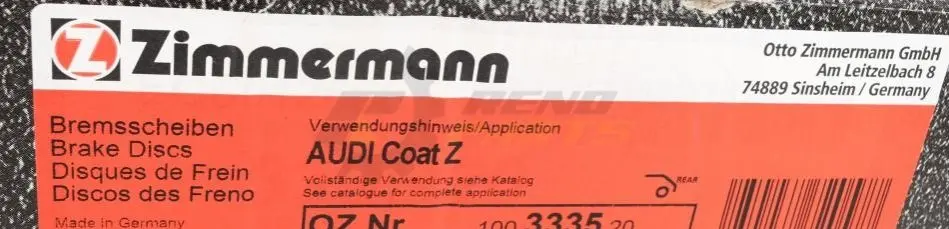 Zimmermann
Otto Zimmermann GmbH
Am Leitzelbach 8
74889 Sinsheim / Germany
Bremsscheiben
Brake Discs
Disques de Frein
Discos des Freno
Made in Germany
Verwendungshinweis/Application
AUDI Coat Z
Vollständige Verwendung siehe Katalog
See catalogue for complete application
REAR
OZ Nr 100 3335 20